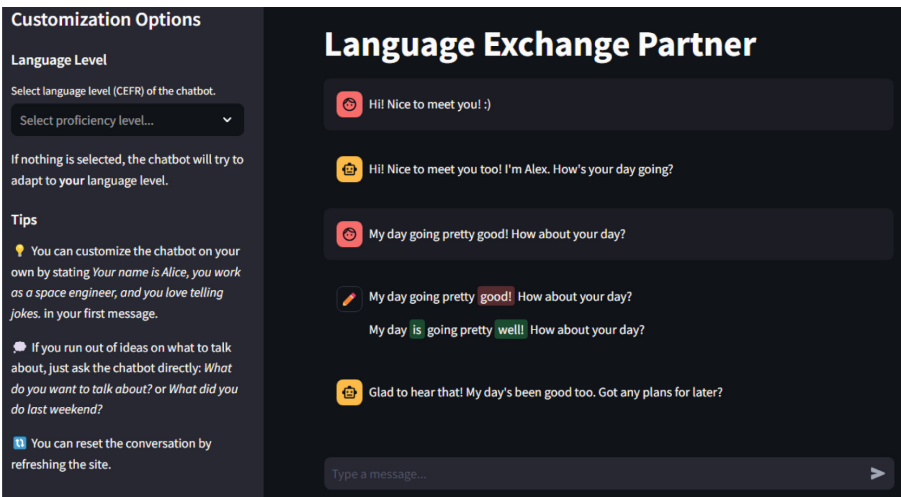 Customization Options
Language Level
Select language level (CEFR) of the chatbot.
Select proficiency level...
If nothing is selected, the chatbot will try to
adapt to your language level.
Tips
💡 You can customize the chatbot on your
own by stating Your name is Alice, you work
as a space engineer, and you love telling
jokes. in your first message.
💭 If you run out of ideas on what to talk
about, just ask the chatbot directly: What
do you want to talk about? or What did you
do last weekend?
🔃 You can reset the conversation by
refreshing the site.
Language Exchange Partner
Hi! Nice to meet you! :)
Hi! Nice to meet you too! I'm Alex. How's your day going?
My day going pretty good! How about your day?
My day going pretty good! How about your day?
My day is going pretty well! How about your day?
Glad to hear that! My day's been good too. Got any plans for later?
Type a message...